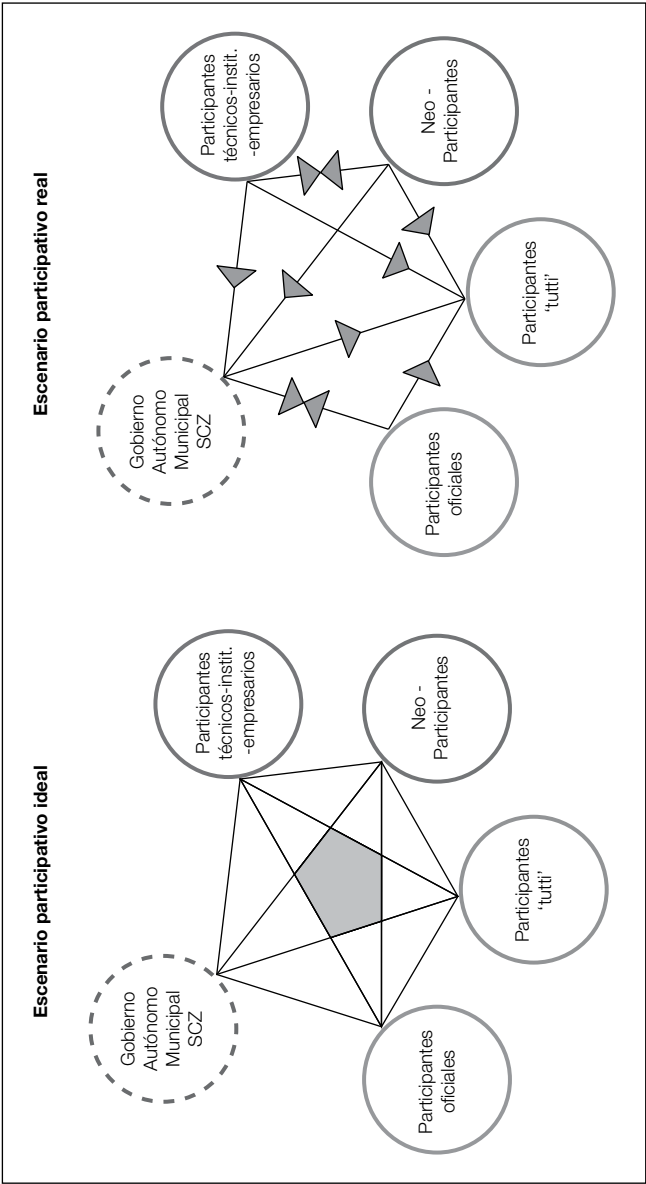 Escenario participativo ideal
Gobierno
Autónomo
Municipal
SCZ
Participantes
técnicos-instit.
-empresarios
Participantes
oficiales
Neo -
Participantes
Participantes
‘tutti’
Escenario participativo real
Gobierno
Autónomo
Municipal
SCZ
Participantes
técnicos-instit.
-empresarios
Participantes
oficiales
Neo -
Participantes
Participantes
‘tutti’